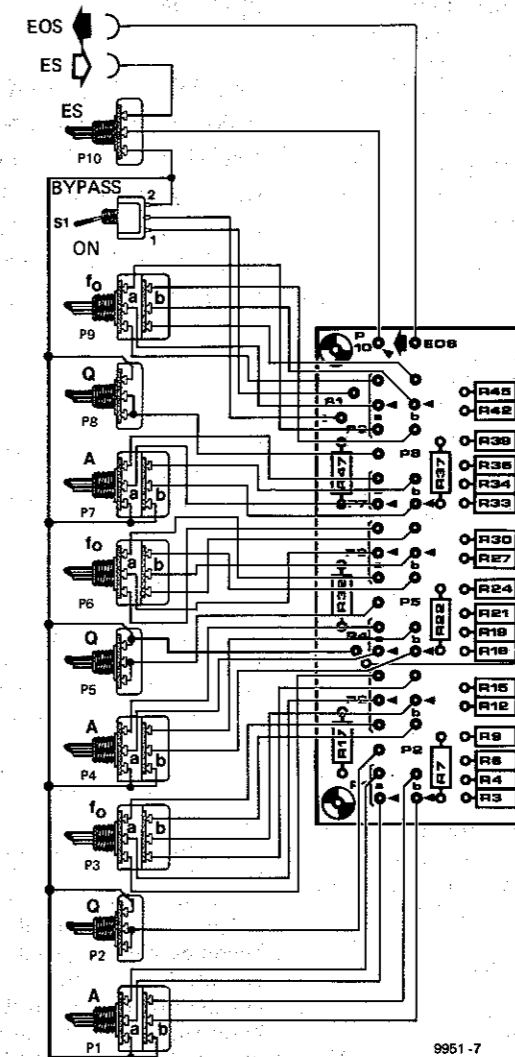 EOS
ES
ES
P10
BYPASS
2
S1
1
ON
fo
a b
P9
Q
P8
A
a b
P7
fo
a b
P6
Q
P5
A
a b
P4
fo
a b
P3
Q
P2
A
a b
P1
P
10
EOS
R45
R42
b
P8
R39
R37
R36
R34
R33
b
R30
R27
b
R24
P5
R22
R21
R19
b
R15
R12
b
R17
P2
R9
R7
R6
R4
R3
b
9951-7